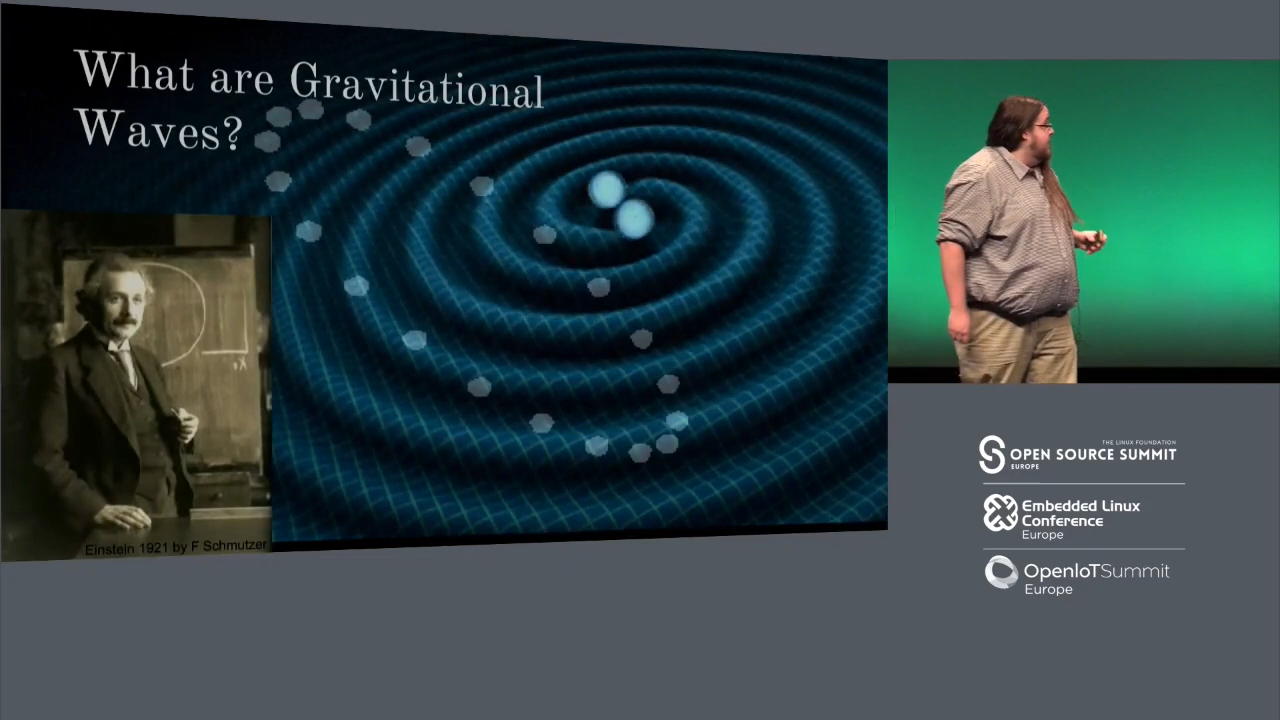 What are Gravitational
Waves?
Einstein 1921 by F Schmutzer
THE LINUX FOUNDATION
OPEN SOURCE SUMMIT
EUROPE
Embedded Linux
Conference
Europe
OpenIoTSummit
Europe